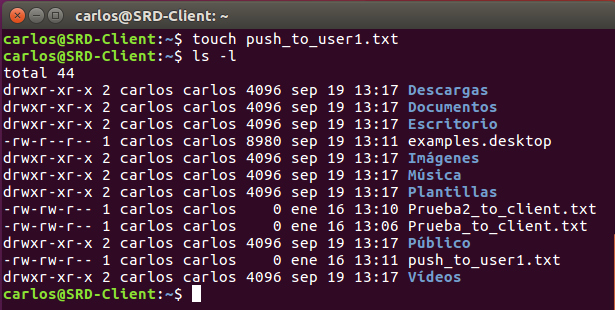 carlos@SRD-Client: ~
carlos@SRD-Client:~$ touch push_to_user1.txt
carlos@SRD-Client:~$ ls -l
total 44
drwxr-xr-x 2 carlos carlos 4096 sep 19 13:17 Descargas
drwxr-xr-x 2 carlos carlos 4096 sep 19 13:17 Documentos
drwxr-xr-x 2 carlos carlos 4096 sep 19 13:17 Escritorio
-rw-r--r-- 1 carlos carlos 8980 sep 19 13:11 examples.desktop
drwxr-xr-x 2 carlos carlos 4096 sep 19 13:17 Imágenes
drwxr-xr-x 2 carlos carlos 4096 sep 19 13:17 Música
drwxr-xr-x 2 carlos carlos 4096 sep 19 13:17 Plantillas
-rw-rw-r-- 1 carlos carlos    0 ene 16 13:10 Prueba2_to_client.txt
-rw-rw-r-- 1 carlos carlos    0 ene 16 13:06 Prueba_to_client.txt
drwxr-xr-x 2 carlos carlos 4096 sep 19 13:17 Público
-rw-rw-r-- 1 carlos carlos    0 ene 16 13:11 push_to_user1.txt
drwxr-xr-x 2 carlos carlos 4096 sep 19 13:17 Vídeos
carlos@SRD-Client:~$